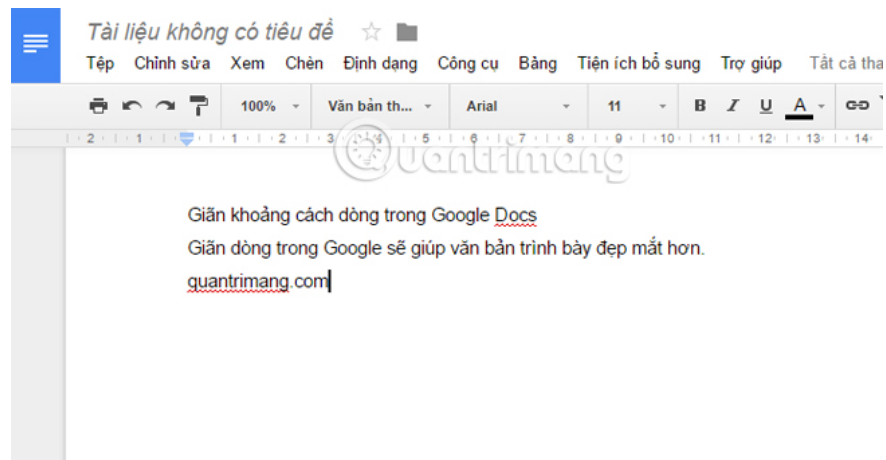 Tài liệu không có tiêu đề
Tệp Chỉnh sửa Xem Chèn Định dạng Công cụ Bảng Tiện ích bổ sung Trợ giúp Tất cả tha
100% Văn bản th... Arial 11 B I U A
2 1 1 2 3 4 5 6 7 8 9 10 11 12 13 14
Quantrimang
Giãn khoảng cách dòng trong Google Docs
Giãn dòng trong Google sẽ giúp văn bản trình bày đẹp mắt hơn.
quantrimang.com